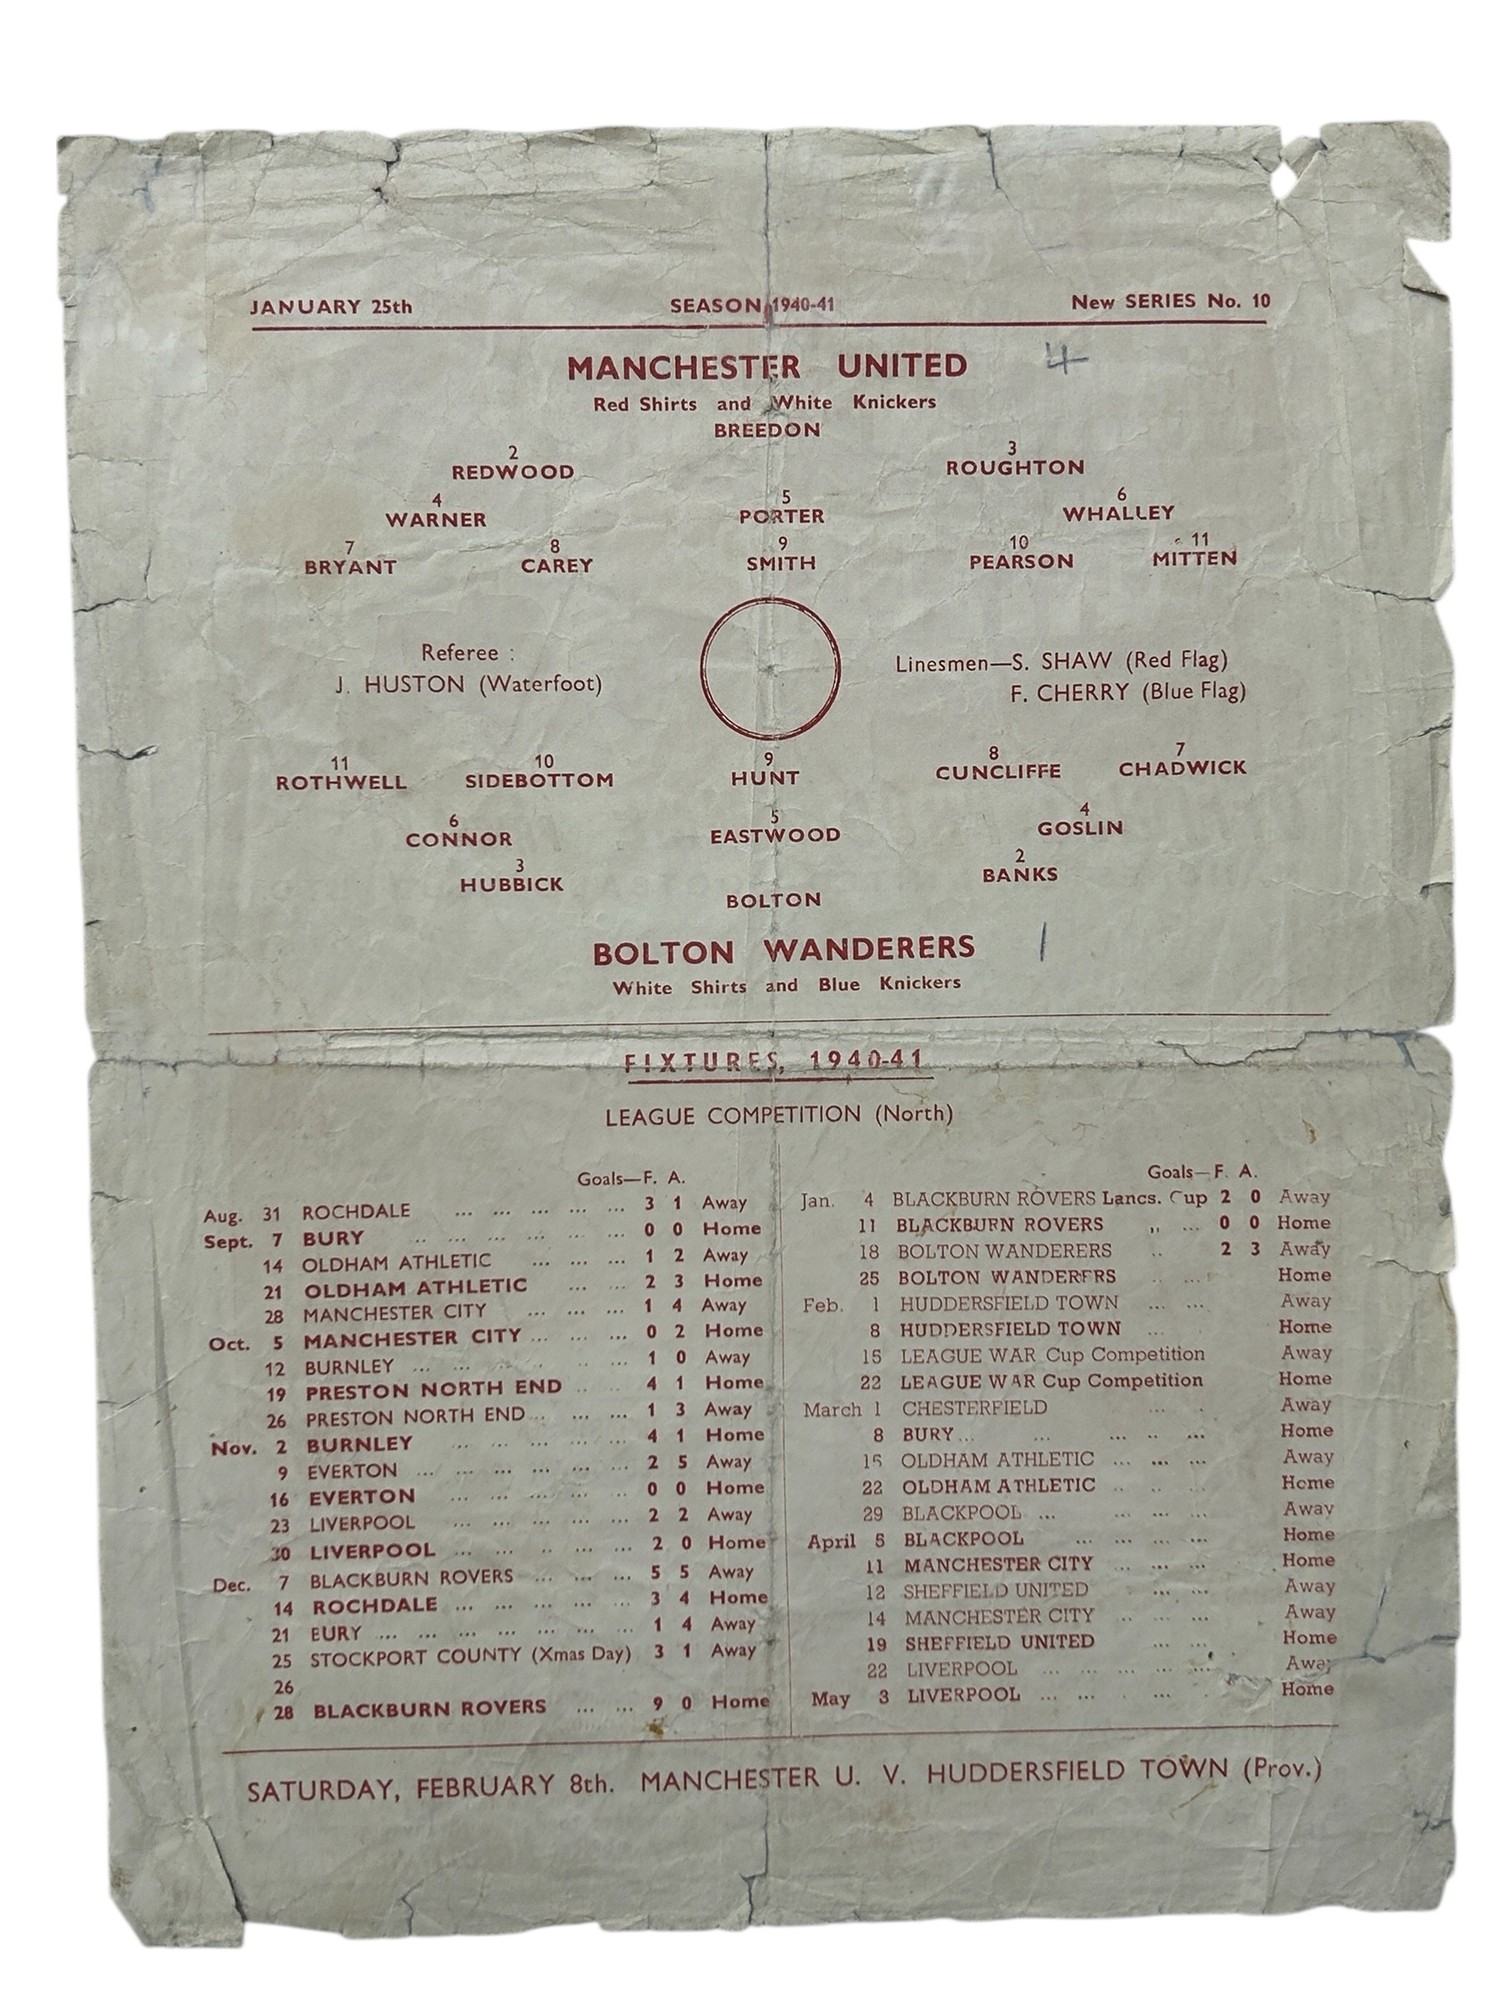 JANUARY 25th SEASON 1940-41 New SERIES No. 10
MANCHESTER UNITED 4
Red Shirts and White Knickers
BREEDON
2 3
REDWOOD ROUGHTON
4 5 6
WARNER PORTER WHALLEY
7 8 9 10 11
BRYANT CAREY SMITH PEARSON MITTEN
Referee :
J. HUSTON (Waterfoot)
Linesmen—S. SHAW (Red Flag)
F. CHERRY (Blue Flag)
11 10 9 8 7
ROTHWELL SIDEBOTTOM HUNT CUNCLIFFE CHADWICK
6 5 4
CONNOR EASTWOOD GOSLIN
3 2
HUBBICK BANKS
BOLTON
BOLTON WANDERERS 1
White Shirts and Blue Knickers
FIXTURES, 1940-41
LEAGUE COMPETITION (North)
Goals—F. A.
Aug. 31 ROCHDALE ... ... ... ... ... 3 1 Away
Sept. 7 BURY ... ... ... ... ... ... 0 0 Home
14 OLDHAM ATHLETIC ... ... ... 1 2 Away
21 OLDHAM ATHLETIC ... ... 2 3 Home
28 MANCHESTER CITY ... ... ... 1 4 Away
Oct. 5 MANCHESTER CITY ... ... ... 0 2 Home
12 BURNLEY ... ... ... ... ... 1 0 Away
19 PRESTON NORTH END ... ... 4 1 Home
26 PRESTON NORTH END ... ... ... 1 3 Away
Nov. 2 BURNLEY ... ... ... ... ... 4 1 Home
9 EVERTON ... ... ... ... ... ... 2 5 Away
16 EVERTON ... ... ... ... ... 0 0 Home
23 LIVERPOOL ... ... ... ... ... 2 2 Away
30 LIVERPOOL ... ... ... ... ... 2 0 Home
Dec. 7 BLACKBURN ROVERS ... ... ... 5 5 Away
14 ROCHDALE ... ... ... ... ... 3 4 Home
21 BURY ... ... ... ... ... ... ... 1 4 Away
25 STOCKPORT COUNTY (Xmas Day) 3 1 Away
26
28 BLACKBURN ROVERS ... ... 9 0 Home
Goals—F. A.
Jan. 4 BLACKBURN ROVERS Lancs. Cup 2 0 Away
11 BLACKBURN ROVERS ,, ... 0 0 Home
18 BOLTON WANDERERS ,, 2 3 Away
25 BOLTON WANDERERS ... ... Home
Feb. 1 HUDDERSFIELD TOWN ... ... Away
8 HUDDERSFIELD TOWN ... Home
15 LEAGUE WAR Cup Competition Away
22 LEAGUE WAR Cup Competition Home
March 1 CHESTERFIELD ... . Away
8 BURY ... ... ... ... ... Home
15 OLDHAM ATHLETIC ... ... ... Away
22 OLDHAM ATHLETIC ... ... ... Home
29 BLACKPOOL ... ... ... ... Away
April 5 BLACKPOOL ... ... ... ... Home
11 MANCHESTER CITY ... ... ... Home
12 SHEFFIELD UNITED ... ... Away
14 MANCHESTER CITY ... ... ... Away
19 SHEFFIELD UNITED ... ... Home
22 LIVERPOOL ... ... ... ... ... Away
May 3 LIVERPOOL ... ... ... ... Home
SATURDAY, FEBRUARY 8th. MANCHESTER U. V. HUDDERSFIELD TOWN (Prov.)